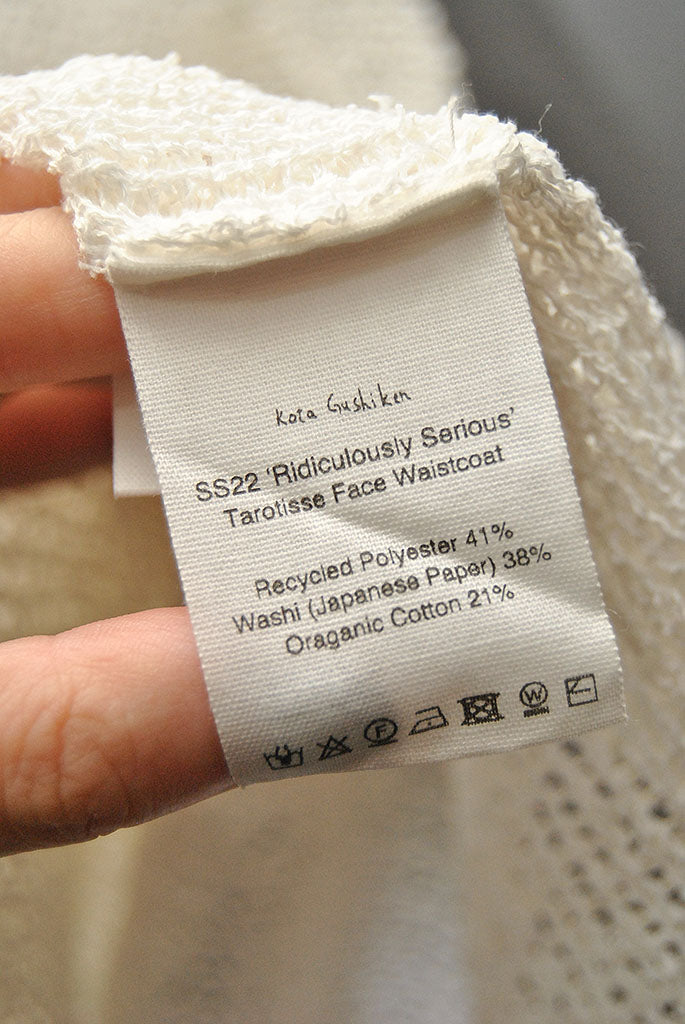 Kota Gushiken
SS22 'Ridiculously Serious'
Tarotisse Face Waistcoat
Recycled Polyester 41%
Washi (Japanese Paper) 38%
Oraganic Cotton 21%
F W